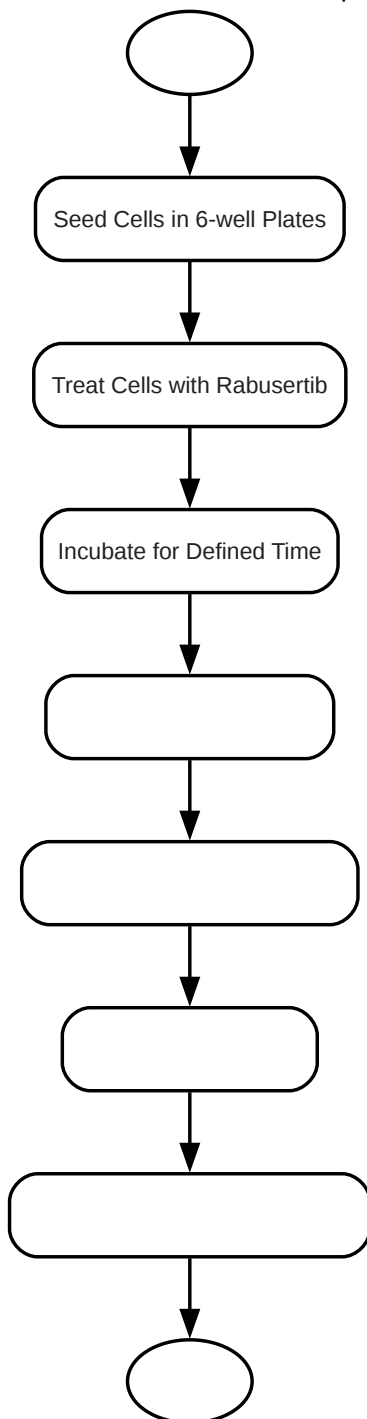 Seed Cells in 6-well Plates
Treat Cells with Rabusertib
Incubate for Defined Time